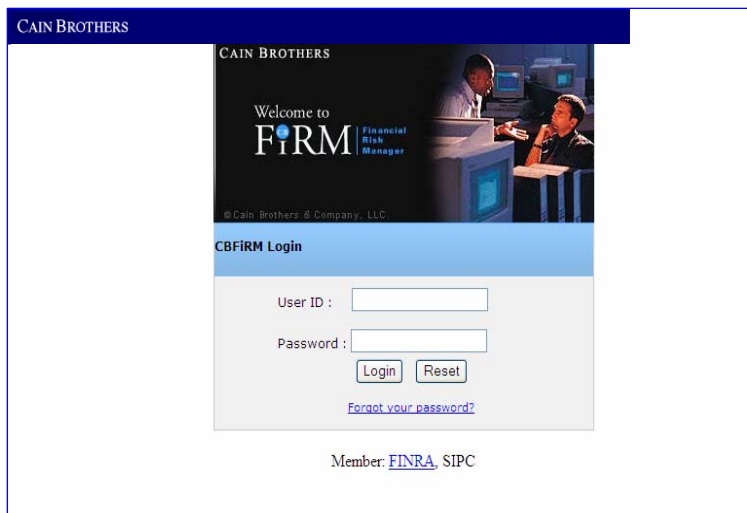 CAIN BROTHERS
CAIN BROTHERS
Welcome to
CB
FiRM Financial
Risk
Manager
©Cain Brothers & Company, LLC.
CBFiRM Login
User ID :
Password :
Login Reset
Forgot your password?
Member: FINRA, SIPC